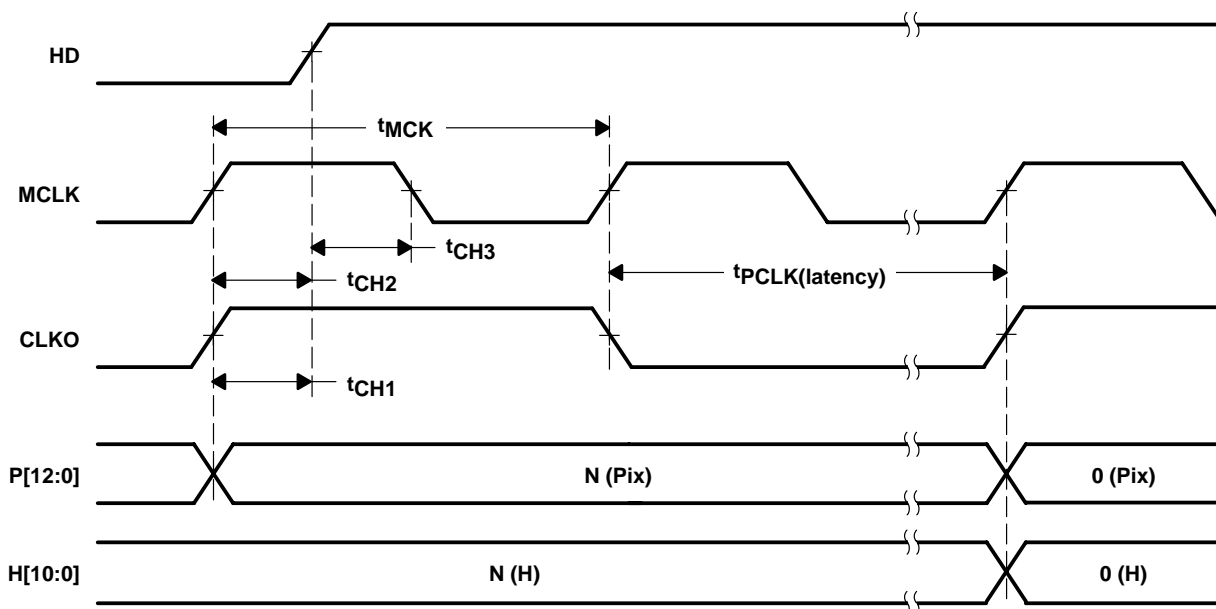 HD
tMCK
MCLK
tCH3
tCH2
tPCLK(latency)
CLKO
tCH1
P[12:0]
N (Pix)
0 (Pix)
H[10:0]
N (H)
0 (H)